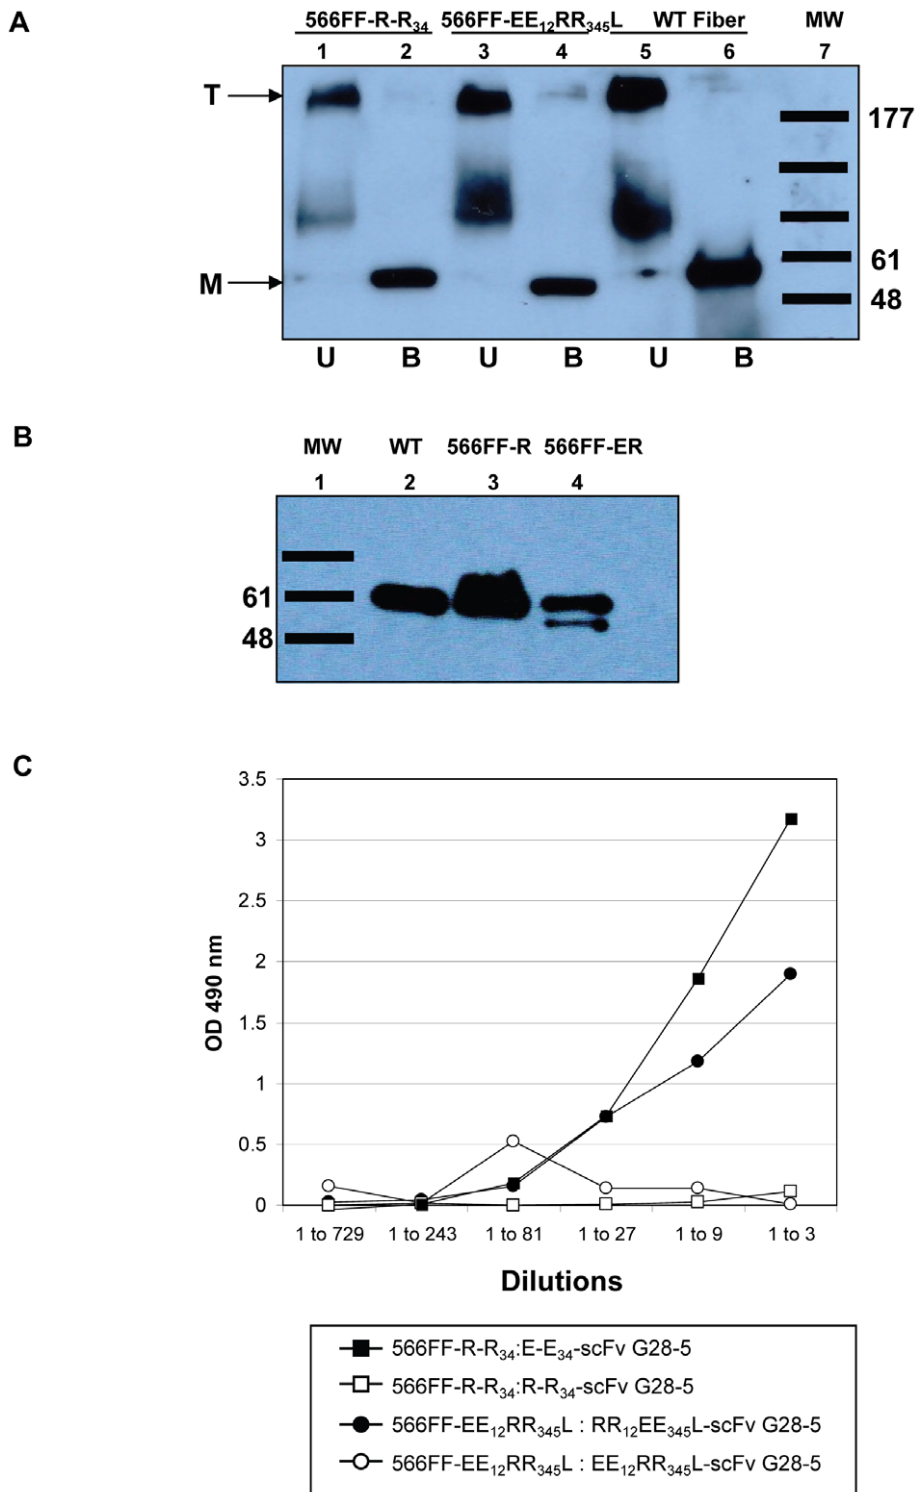 A
566FF-R-R34 566FF-EE12RR345L WT Fiber MW
1 2 3 4 5 6 7
T
177
61
M
48
U B U B U B
B
MW WT 566FF-R 566FF-ER
1 2 3 4
61
48
C
3.5
3
2.5
2
1.5
1
0.5
0
OD 490 nm
1 to 729 1 to 243 1 to 81 1 to 27 1 to 9 1 to 3
Dilutions
566FF-R-R34:E-E34-scFv G28-5
566FF-R-R34:R-R34-scFv G28-5
566FF-EE12RR345L : RR12EE345L-scFv G28-5
566FF-EE12RR345L : EE12RR345L-scFv G28-5